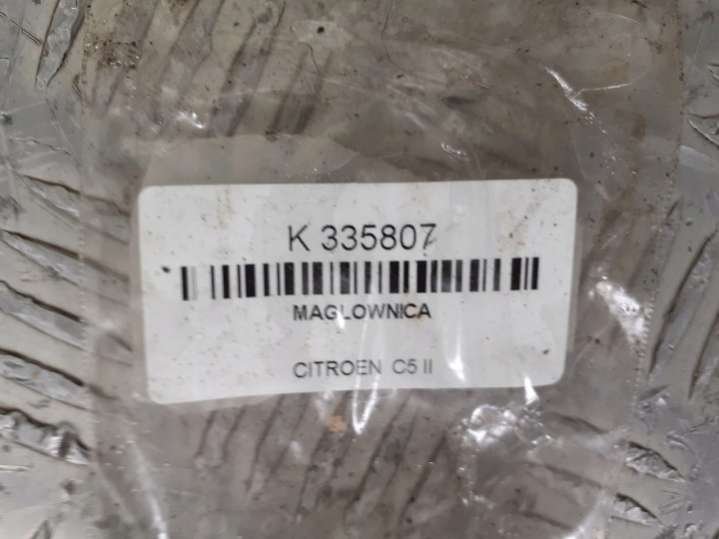 K 335807
MAGLOWNICA
CITROEN C5 II